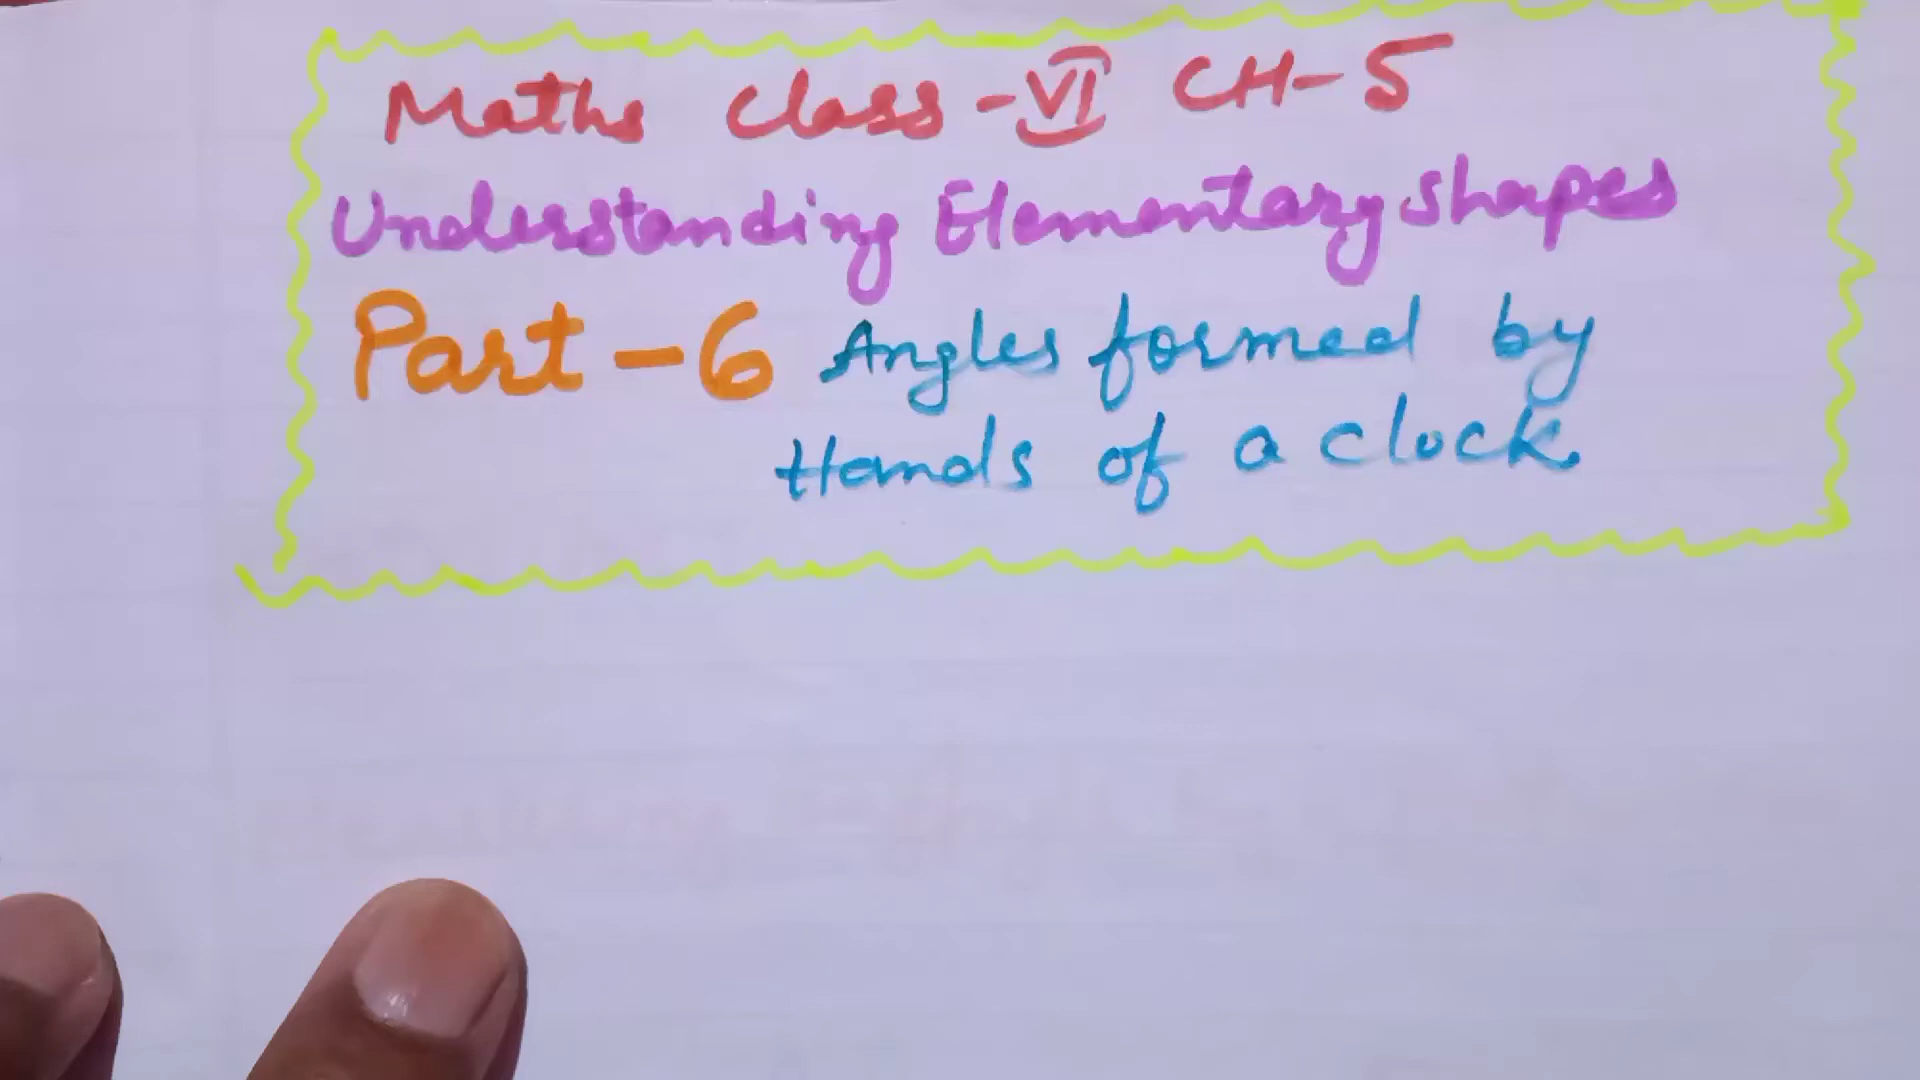 Maths Class - VI CH-5
Understanding Elementary shapes
Part-6 Angles formed by
Hands of a clock.